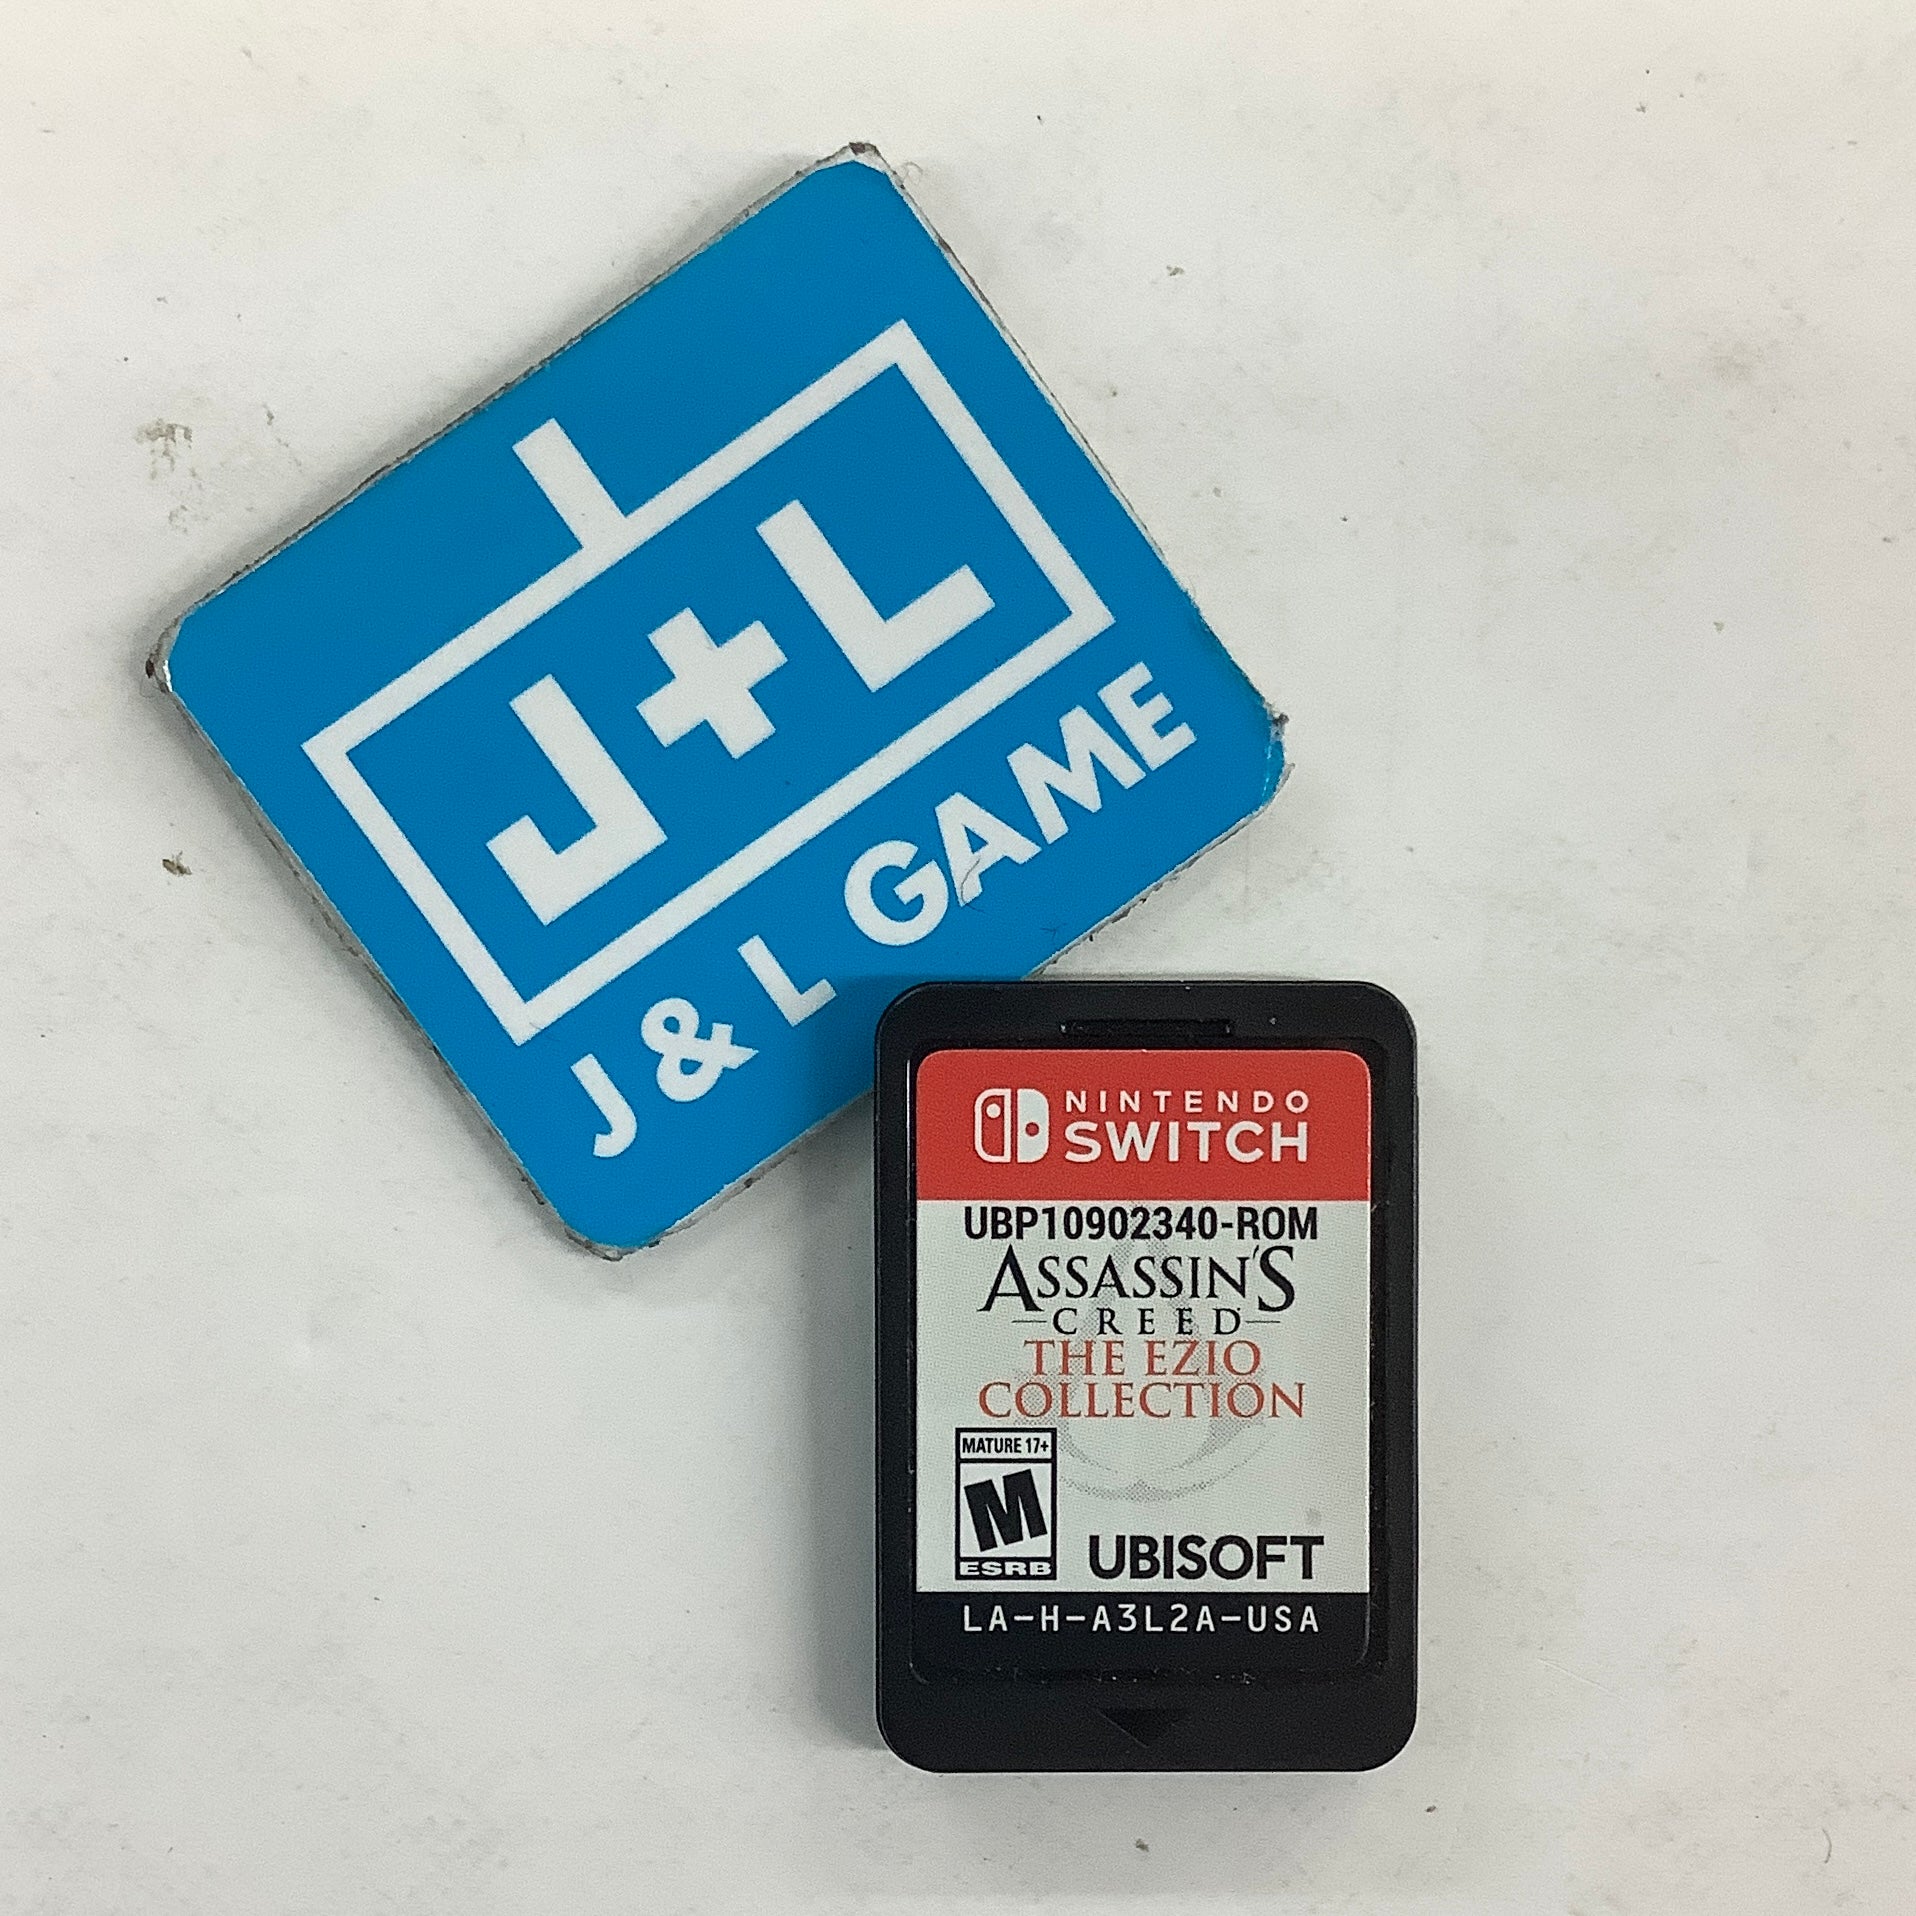 J+L
J & L GAME
NINTENDO
SWITCH
UBP10902340-ROM
ASSASSIN'S
CREED
THE EZIO
COLLECTION
MATURE 17+
M
ESRB
UBISOFT
LA-H-A3L2A-USA